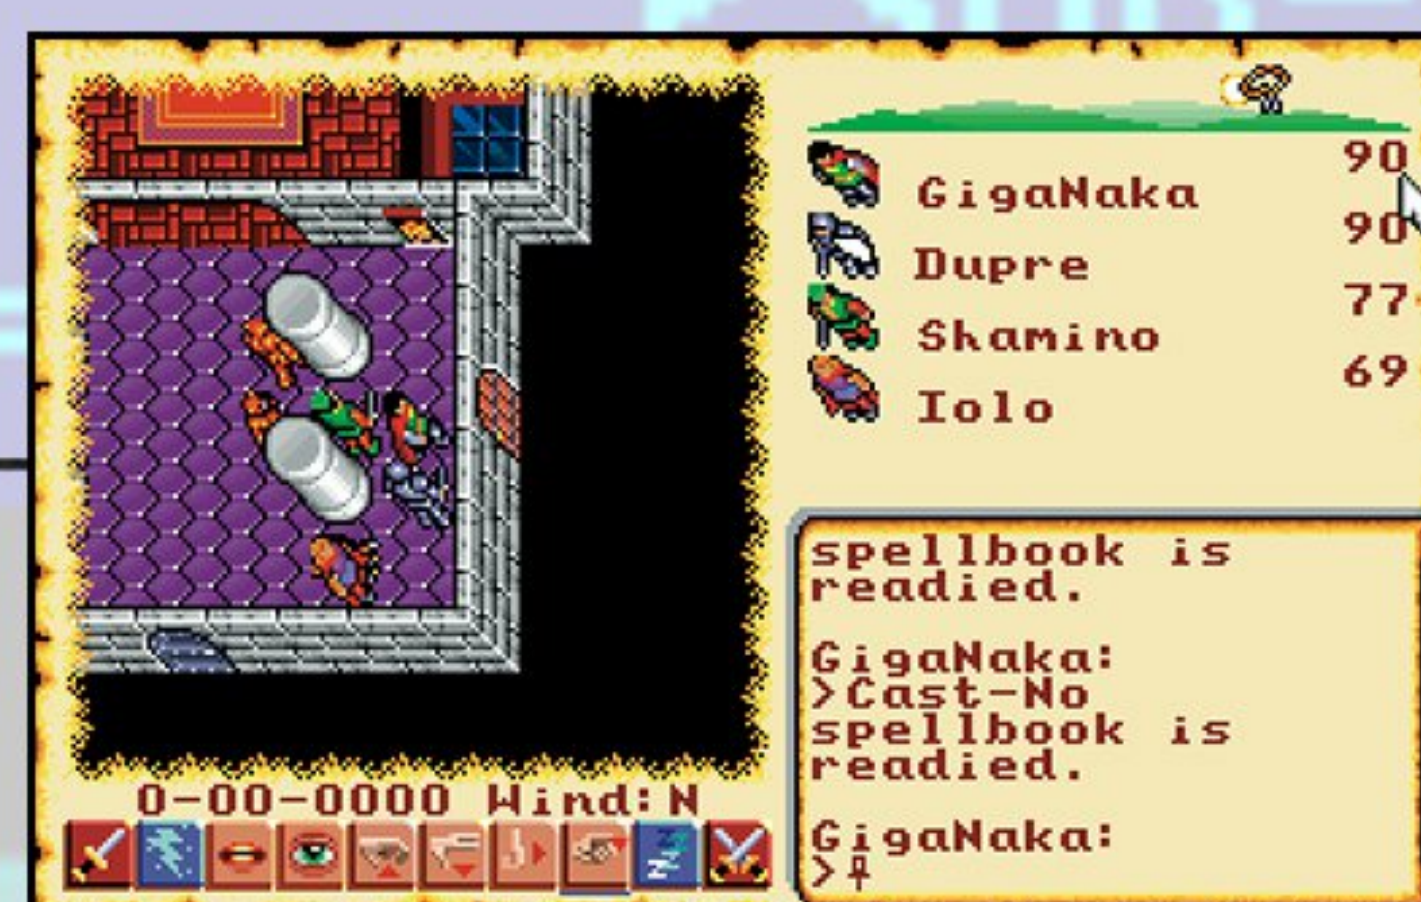 90
GigaNaka
90
Dupre
77
Shamino
69
Iolo
spellbook is
readied.
GigaNaka:
>Cast-No
spellbook is
readied.
GigaNaka:
>
0-00-0000 Wind:N